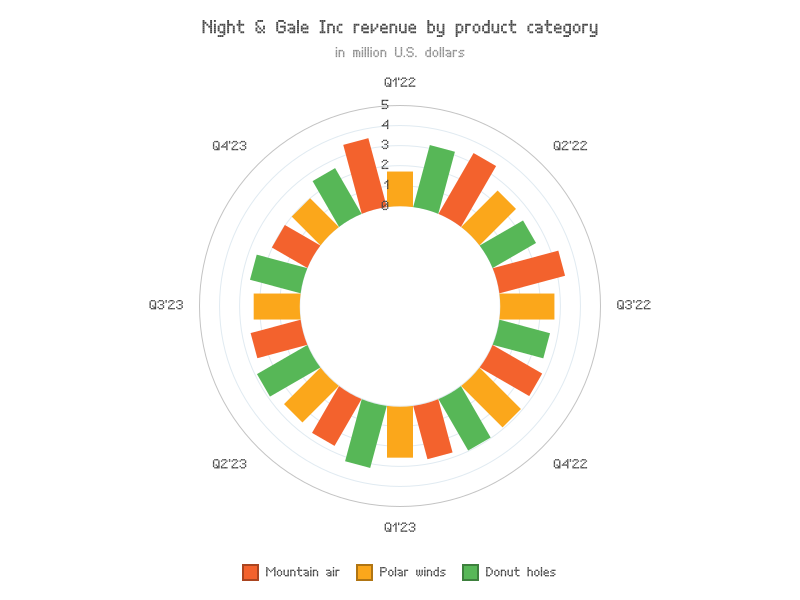 Night & Gale Inc revenue by product category
in million U.S. dollars
Q1'22
5
4
3
2
1
0
Q4'23
Q2'22
Q3'23
Q3'22
Q2'23
Q4'22
Q1'23
Mountain air
Polar winds
Donut holes